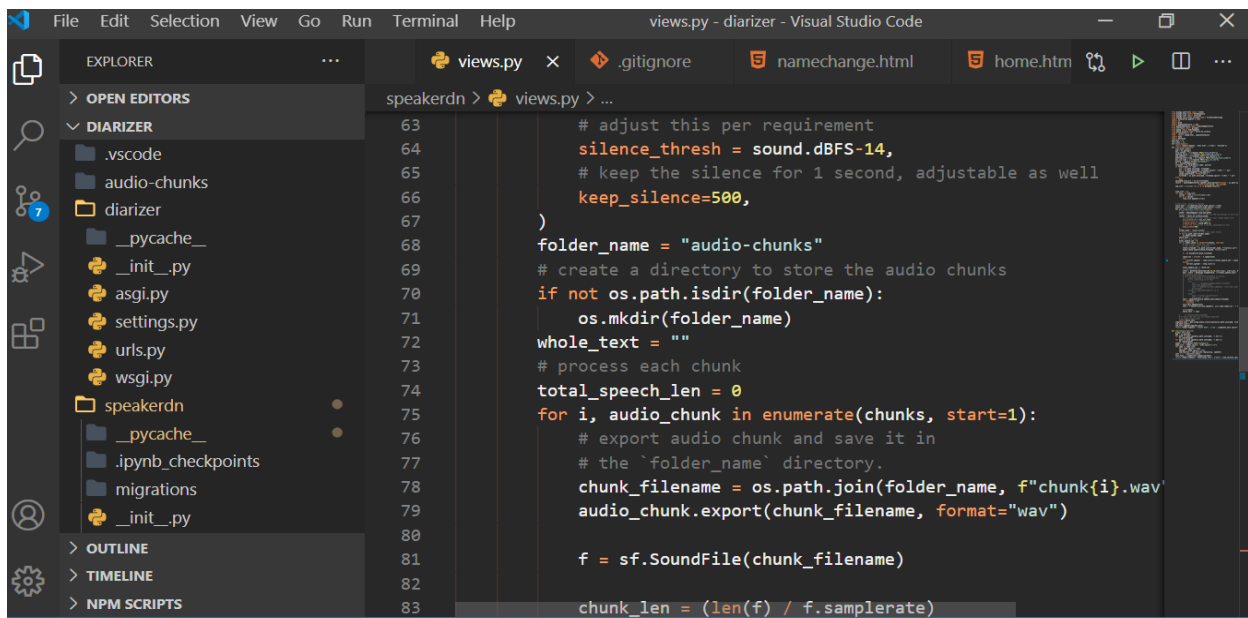 File Edit Selection View Go Run Terminal Help views.py - diarizer - Visual Studio Code
EXPLORER
OPEN EDITORS
DIARIZER
.vscode
audio-chunks
diarizer
__pycache__
__init__.py
asgi.py
settings.py
urls.py
wsgi.py
speakerdn
__pycache__
.ipynb_checkpoints
migrations
__init__.py
OUTLINE
TIMELINE
NPM SCRIPTS
7
views.py .gitignore namechange.html home.htm
speakerdn > views.py > ...
63 # adjust this per requirement
64 silence_thresh = sound.dBFS-14,
65 # keep the silence for 1 second, adjustable as well
66 keep_silence=500,
67 )
68 folder_name = "audio-chunks"
69 # create a directory to store the audio chunks
70 if not os.path.isdir(folder_name):
71 os.mkdir(folder_name)
72 whole_text = ""
73 # process each chunk
74 total_speech_len = 0
75 for i, audio_chunk in enumerate(chunks, start=1):
76 # export audio chunk and save it in
77 # the `folder_name` directory.
78 chunk_filename = os.path.join(folder_name, f"chunk{i}.wav"
79 audio_chunk.export(chunk_filename, format="wav")
80
81 f = sf.SoundFile(chunk_filename)
82
83 chunk_len = (len(f) / f.samplerate)